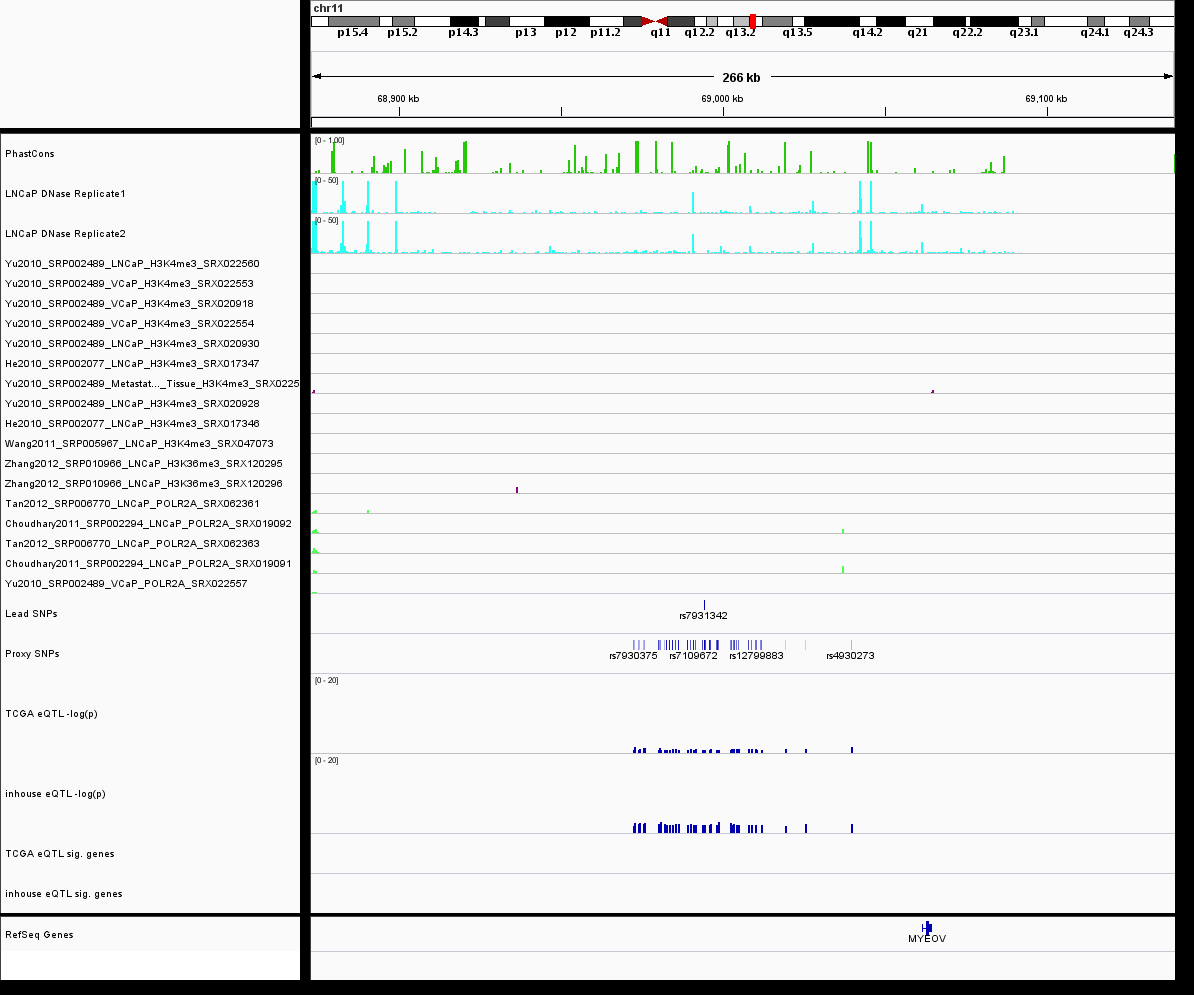 chr11
p15.4 p15.2 p14.3 p13 p12 p11.2 q11 q12.2 q13.2 q13.5 q14.2 q21 q22.2 q23.1 q24.1 q24.3
266 kb
68,900 kb 69,000 kb 69,100 kb
[0 - 1.00]
PhastCons
[0 - 50]
LNCaP DNase Replicate1
[0 - 50]
LNCaP DNase Replicate2
Yu2010_SRP002489_LNCaP_H3K4me3_SRX022560
Yu2010_SRP002489_VCaP_H3K4me3_SRX022553
Yu2010_SRP002489_VCaP_H3K4me3_SRX020918
Yu2010_SRP002489_VCaP_H3K4me3_SRX022554
Yu2010_SRP002489_LNCaP_H3K4me3_SRX020930
He2010_SRP002077_LNCaP_H3K4me3_SRX017347
Yu2010_SRP002489_Metastat..._Tissue_H3K4me3_SRX0225
Yu2010_SRP002489_LNCaP_H3K4me3_SRX020928
He2010_SRP002077_LNCaP_H3K4me3_SRX017346
Wang2011_SRP005967_LNCaP_H3K4me3_SRX047073
Zhang2012_SRP010966_LNCaP_H3K36me3_SRX120295
Zhang2012_SRP010966_LNCaP_H3K36me3_SRX120296
Tan2012_SRP006770_LNCaP_POLR2A_SRX062361
Choudhary2011_SRP002294_LNCaP_POLR2A_SRX019092
Tan2012_SRP006770_LNCaP_POLR2A_SRX062363
Choudhary2011_SRP002294_LNCaP_POLR2A_SRX019091
Yu2010_SRP002489_VCaP_POLR2A_SRX022557
Lead SNPs
rs7931342
Proxy SNPs
rs7930375 rs7109672 rs12799883 rs4930273
[0 - 20]
TCGA eQTL -log(p)
[0 - 20]
inhouse eQTL -log(p)
TCGA eQTL sig. genes
inhouse eQTL sig. genes
RefSeq Genes
MYEOV